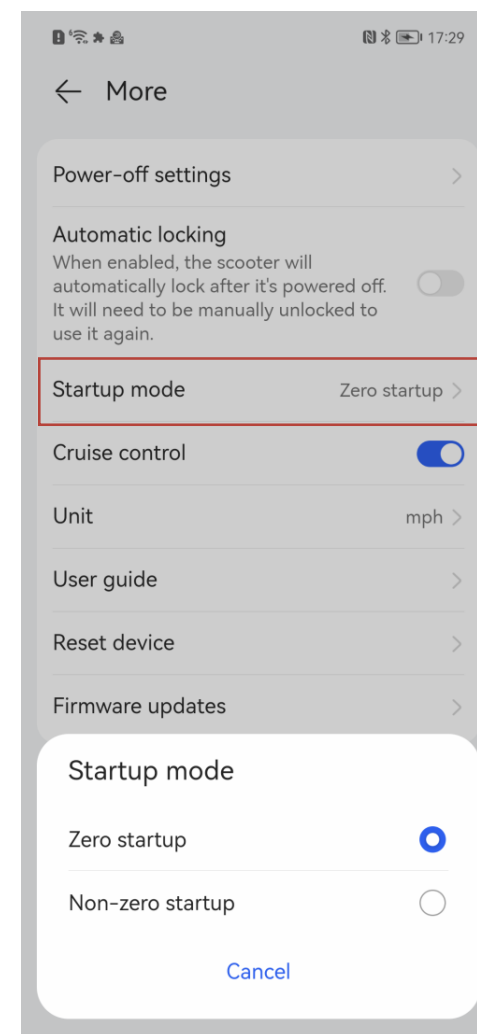 17:29
More
Power-off settings
Automatic locking
When enabled, the scooter will
automatically lock after it's powered off.
It will need to be manually unlocked to
use it again.
Startup mode Zero startup
Cruise control
Unit mph
User guide
Reset device
Firmware updates
Startup mode
Zero startup
Non-zero startup
Cancel